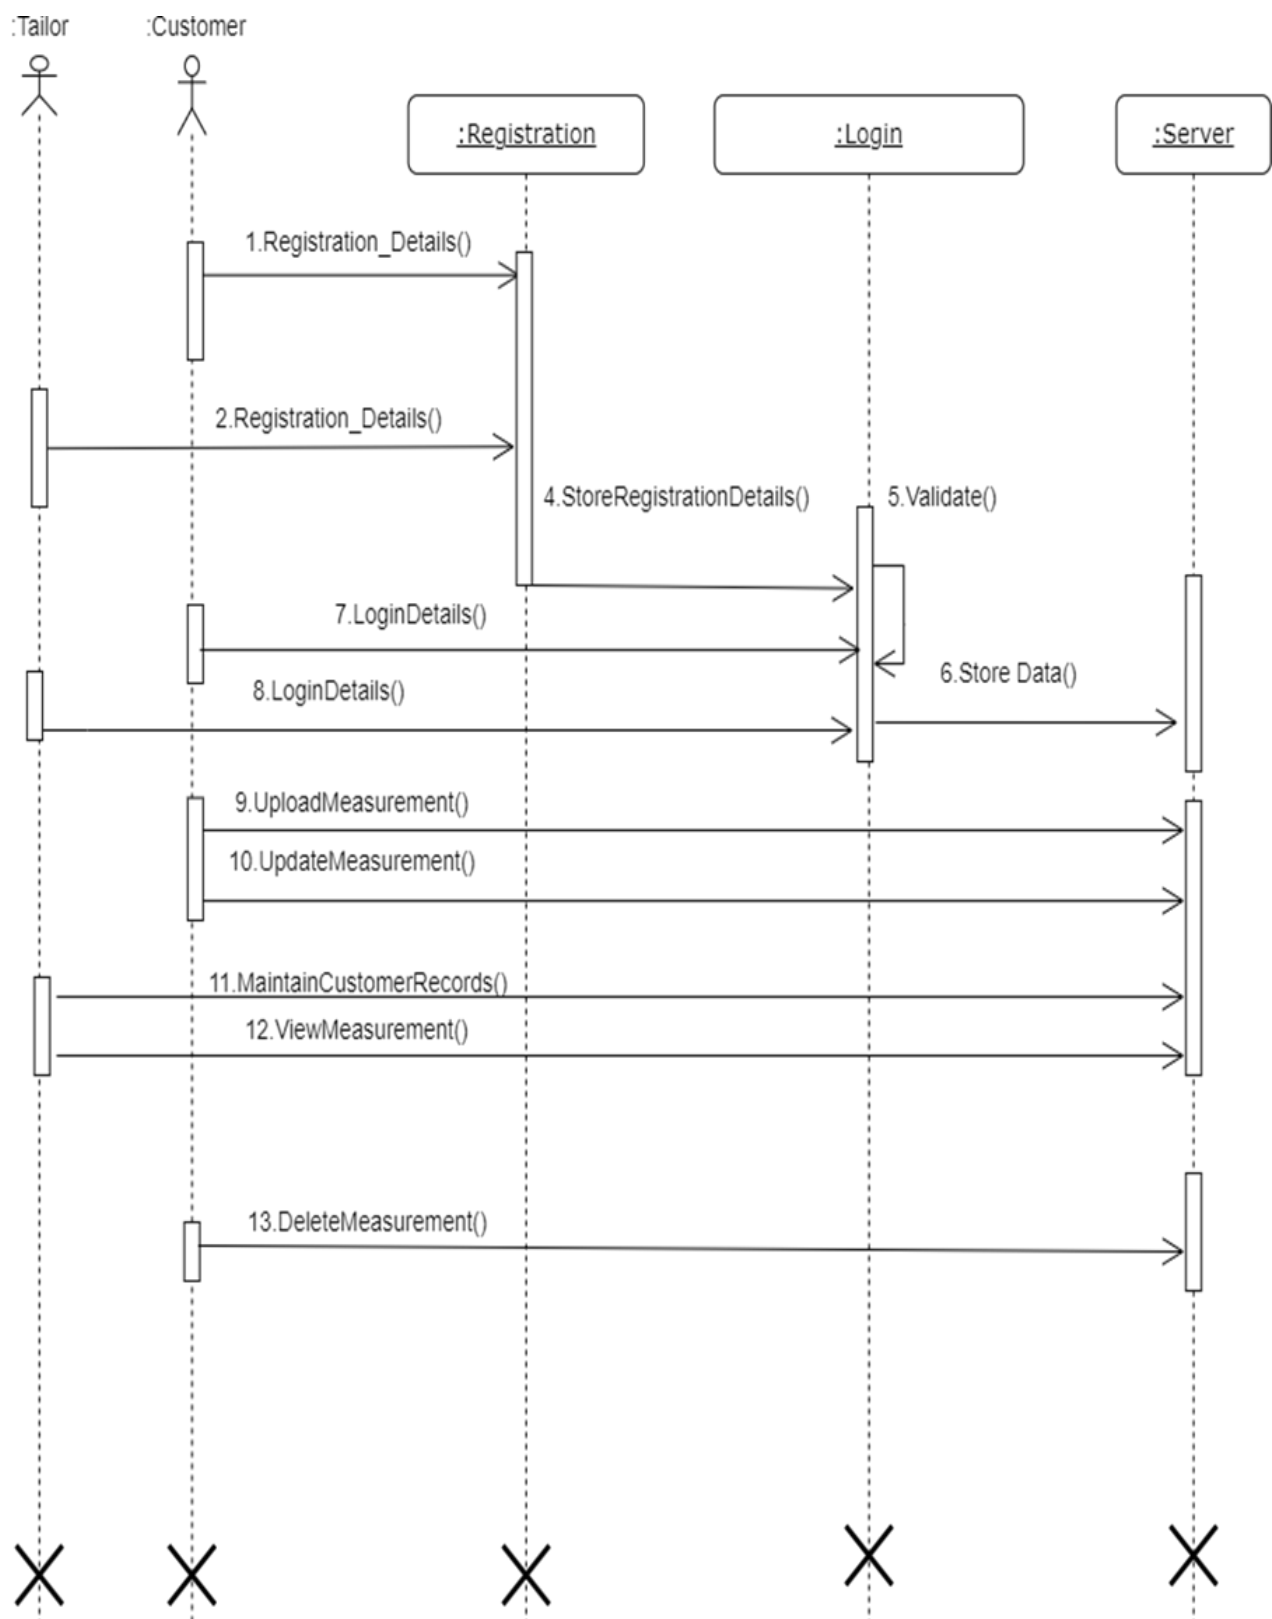 :Tailor
:Customer
:Registration
:Login
:Server
1.Registration_Details()
2.Registration_Details()
4.StoreRegistrationDetails()
5.Validate()
7.LoginDetails()
6.Store Data()
8.LoginDetails()
9.UploadMeasurement()
10.UpdateMeasurement()
11.MaintainCustomerRecords()
12.ViewMeasurement()
13.DeleteMeasurement()